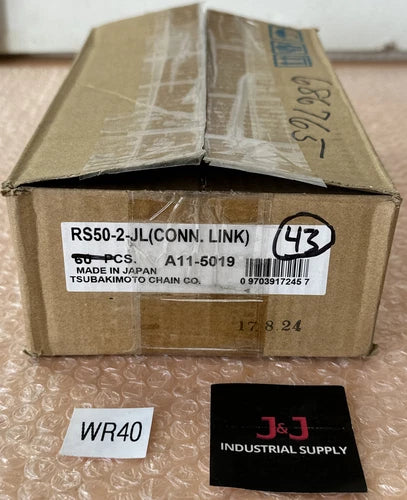 686765
RS50-2-JL(CONN. LINK)
43
60 PCS. A11-5019
MADE IN JAPAN
TSUBAKIMOTO CHAIN CO.
0 9703917245 7
17.8.24
WR40
J&J
INDUSTRIAL SUPPLY